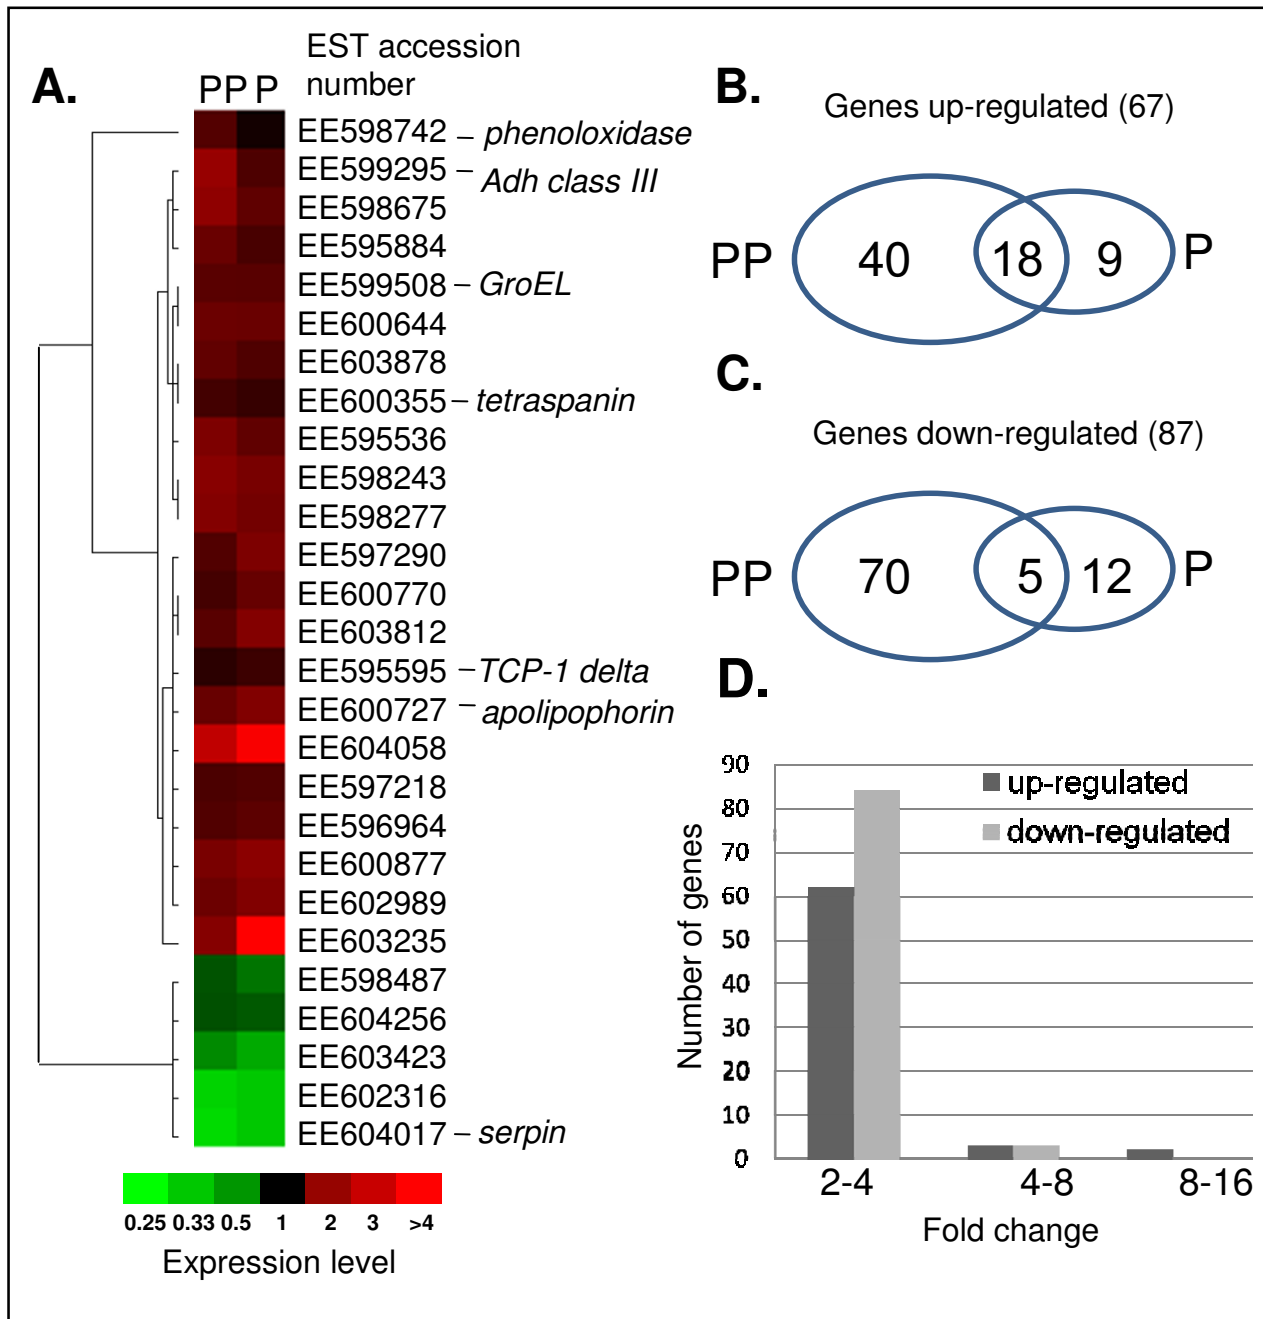 A.
PP P
EST accession
number
EE598742 – phenoloxidase
EE599295 – Adh class III
EE598675
EE595884
EE599508 – GroEL
EE600644
EE603878
EE600355 – tetraspanin
EE595536
EE598243
EE598277
EE597290
EE600770
EE603812
EE595595 – TCP-1 delta
EE600727 – apolipophorin
EE604058
EE597218
EE596964
EE600877
EE602989
EE603235
EE598487
EE604256
EE603423
EE602316
EE604017 – serpin
0.25 0.33 0.5 1 2 3 >4
Expression level
B.
Genes up-regulated (67)
PP 40 18 9 P
C.
Genes down-regulated (87)
PP 70 5 12 P
D.
Number of genes
90
80
70
60
50
40
30
20
10
0
up-regulated
down-regulated
2-4 4-8 8-16
Fold change